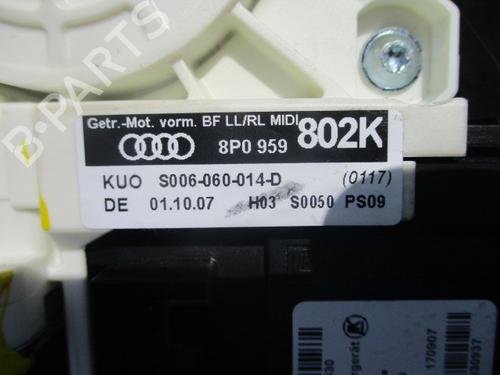 Getr.-Mot. vorm. BF LL/RL MIDI
8P0 959 802K
KUO S006-060-014-D (0117)
DE 01.10.07 H03 S0050 PS09
170907